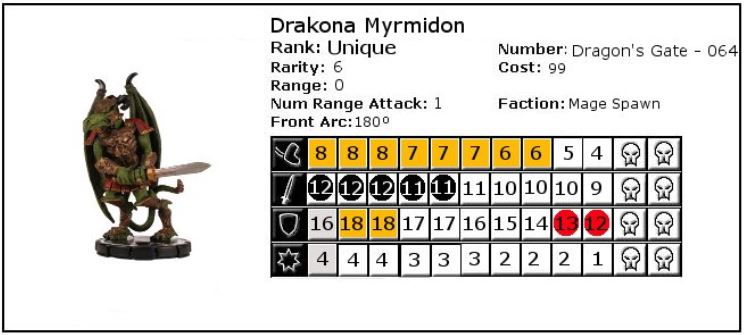 Drakona Myrmidon
Rank: Unique
Number: Dragon's Gate - 064
Rarity: 6
Cost: 99
Range: 0
Num Range Attack: 1
Faction: Mage Spawn
Front Arc: 180º
8 8 8 7 7 7 6 6 5 4
12 12 12 11 11 11 10 10 10 9
16 18 18 17 17 16 15 14 13 12
4 4 4 3 3 3 2 2 2 1